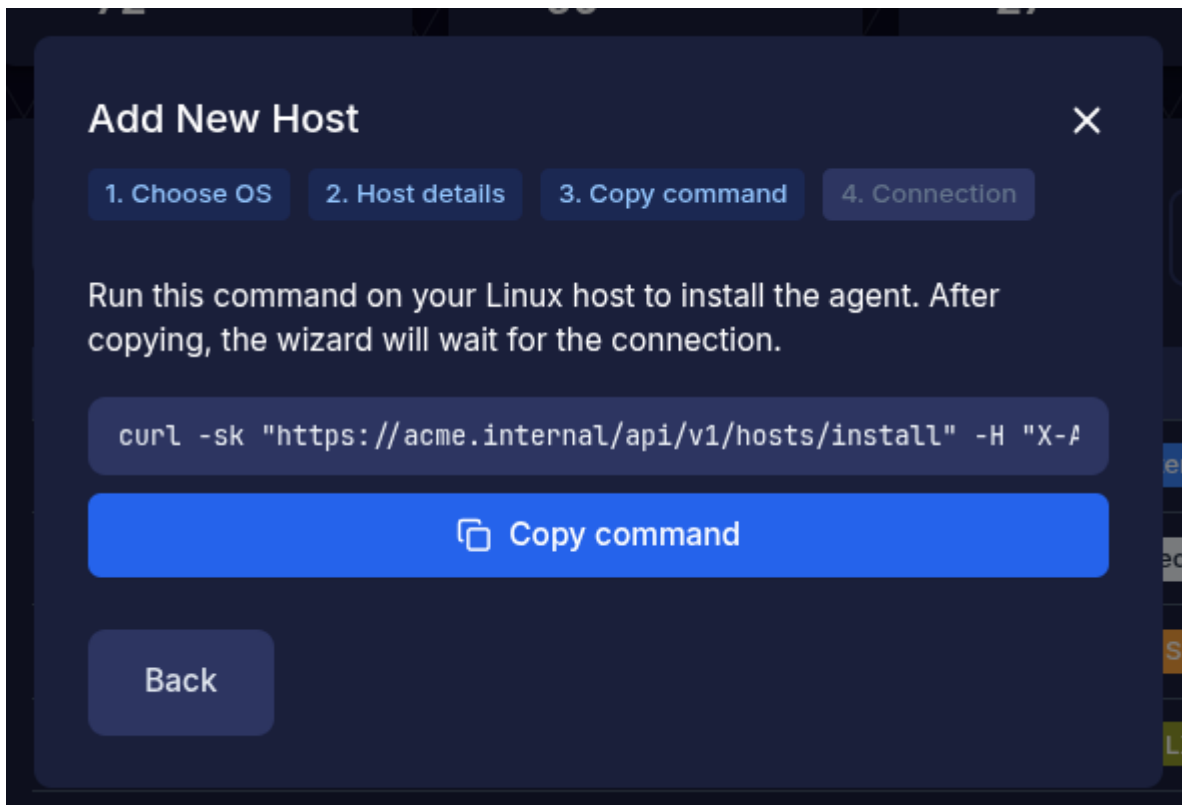 Add New Host
1. Choose OS 2. Host details 3. Copy command 4. Connection
Run this command on your Linux host to install the agent. After
copying, the wizard will wait for the connection.
curl -sk "https://acme.internal/api/v1/hosts/install" -H "X-A
Copy command
Back